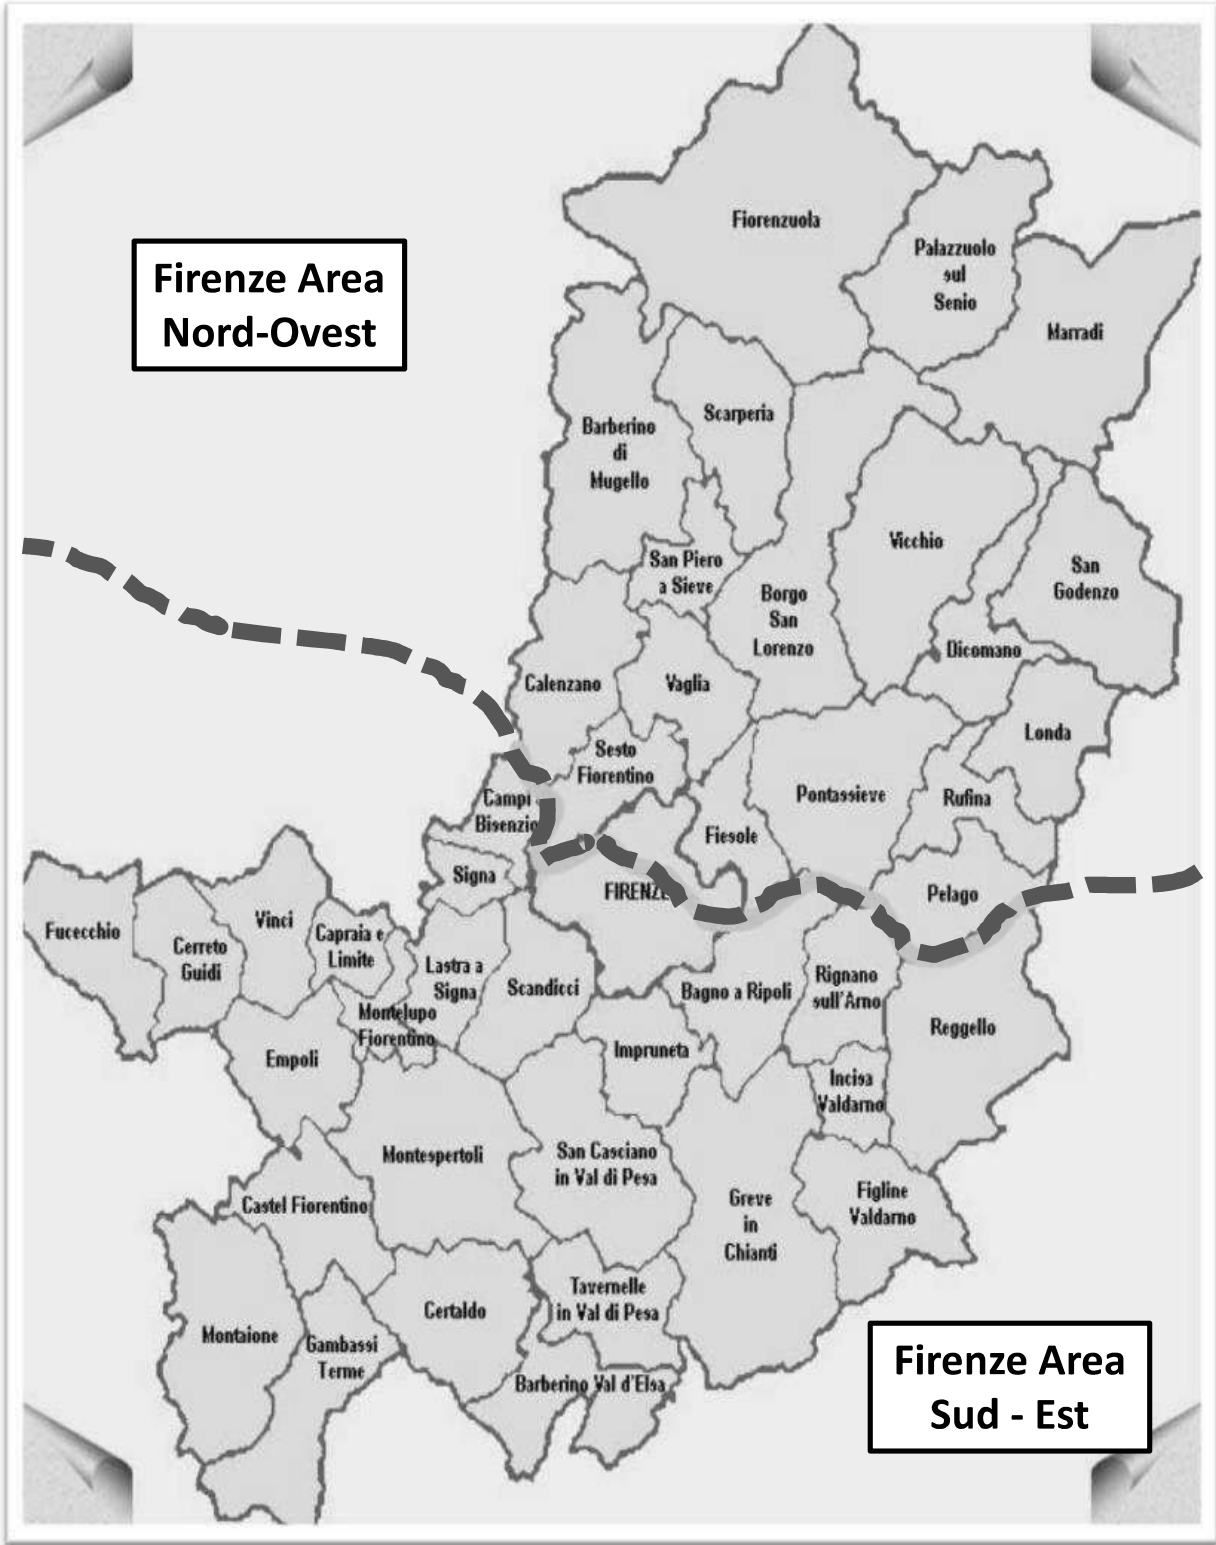 Fiorenzuola
Palazzuolo
sul
Senio
Firenze Area
Nord-Ovest
Marradi
Scarperia
Barberino
di
Mugello
Vicchio
San Piero
a Sieve
San
Godenzo
Borgo
San
Lorenzo
Dicomano
Calenzano
Vaglia
Londa
Sesto
Fiorentino
Campi
Bisenzio
Pontassieve
Rufina
Fiesole
Signa
FIRENZE
Pelago
Fucecchio
Vinci
Cerreto
Guidi
Capraia e
Limite
Lastra a
Signa
Scandicci
Bagno a Ripoli
Rignano
sull'Arno
Montelupo
Fiorentino
Reggello
Empoli
Impruneta
Incisa
Valdarno
Montespertoli
San Casciano
in Val di Pesa
Castel Fiorentino
Greve
in
Chianti
Figline
Valdarno
Tavernelle
in Val di Pesa
Certaldo
Montaione
Gambassi
Terme
Barberino Val d'Elsa
Firenze Area
Sud - Est